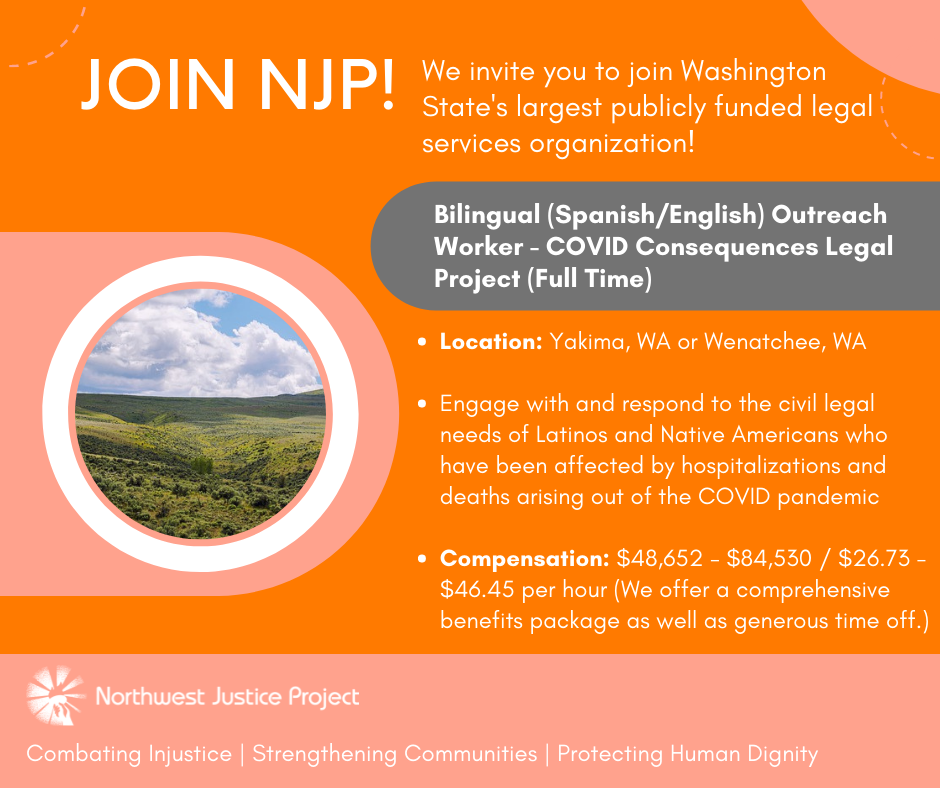 JOIN NJP!
We invite you to join Washington
State's largest publicly funded legal
services organization!
Bilingual (Spanish/English) Outreach
Worker - COVID Consequences Legal
Project (Full Time)
• Location: Yakima, WA or Wenatchee, WA
• Engage with and respond to the civil legal
needs of Latinos and Native Americans who
have been affected by hospitalizations and
deaths arising out of the COVID pandemic
• Compensation: $48,652 - $84,530 / $26.73 -
$46.45 per hour (We offer a comprehensive
benefits package as well as generous time off.)
Northwest Justice Project
Combating Injustice | Strengthening Communities | Protecting Human Dignity